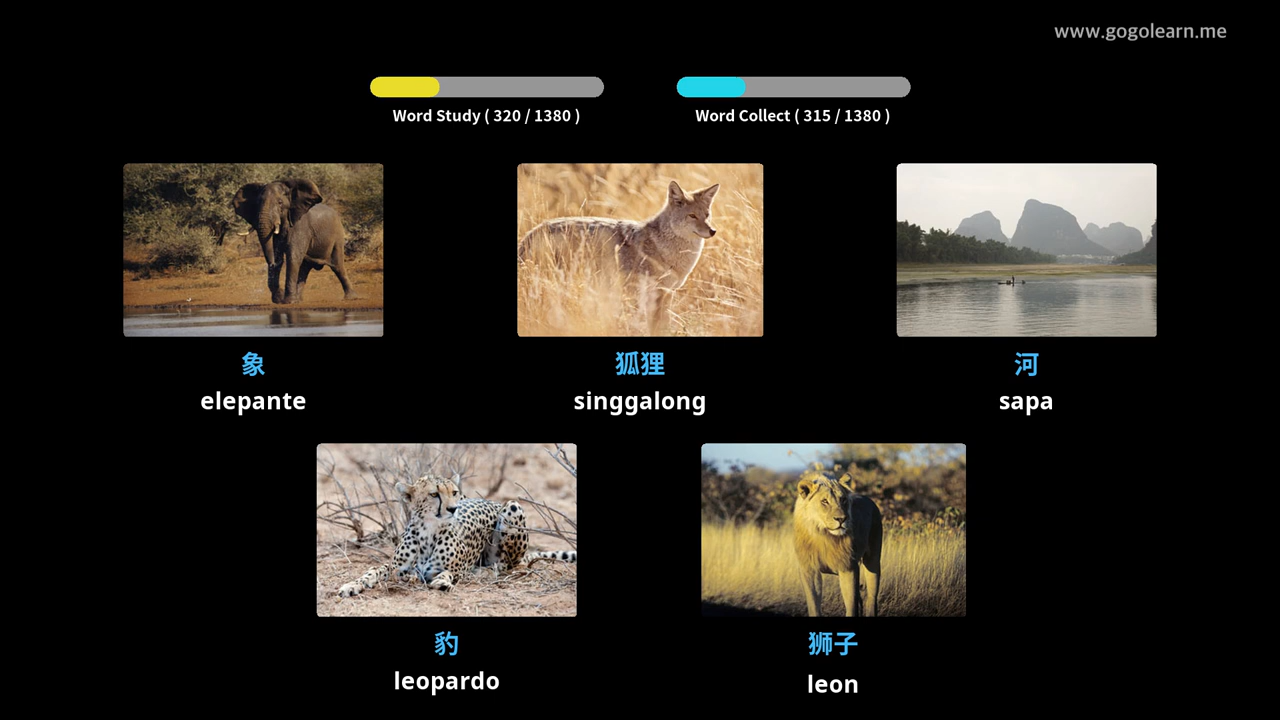 www.gogolearn.me
Word Study ( 320 / 1380 )
Word Collect ( 315 / 1380 )
象
elepante
狐狸
singgalong
河
sapa
豹
leopardo
狮子
leon